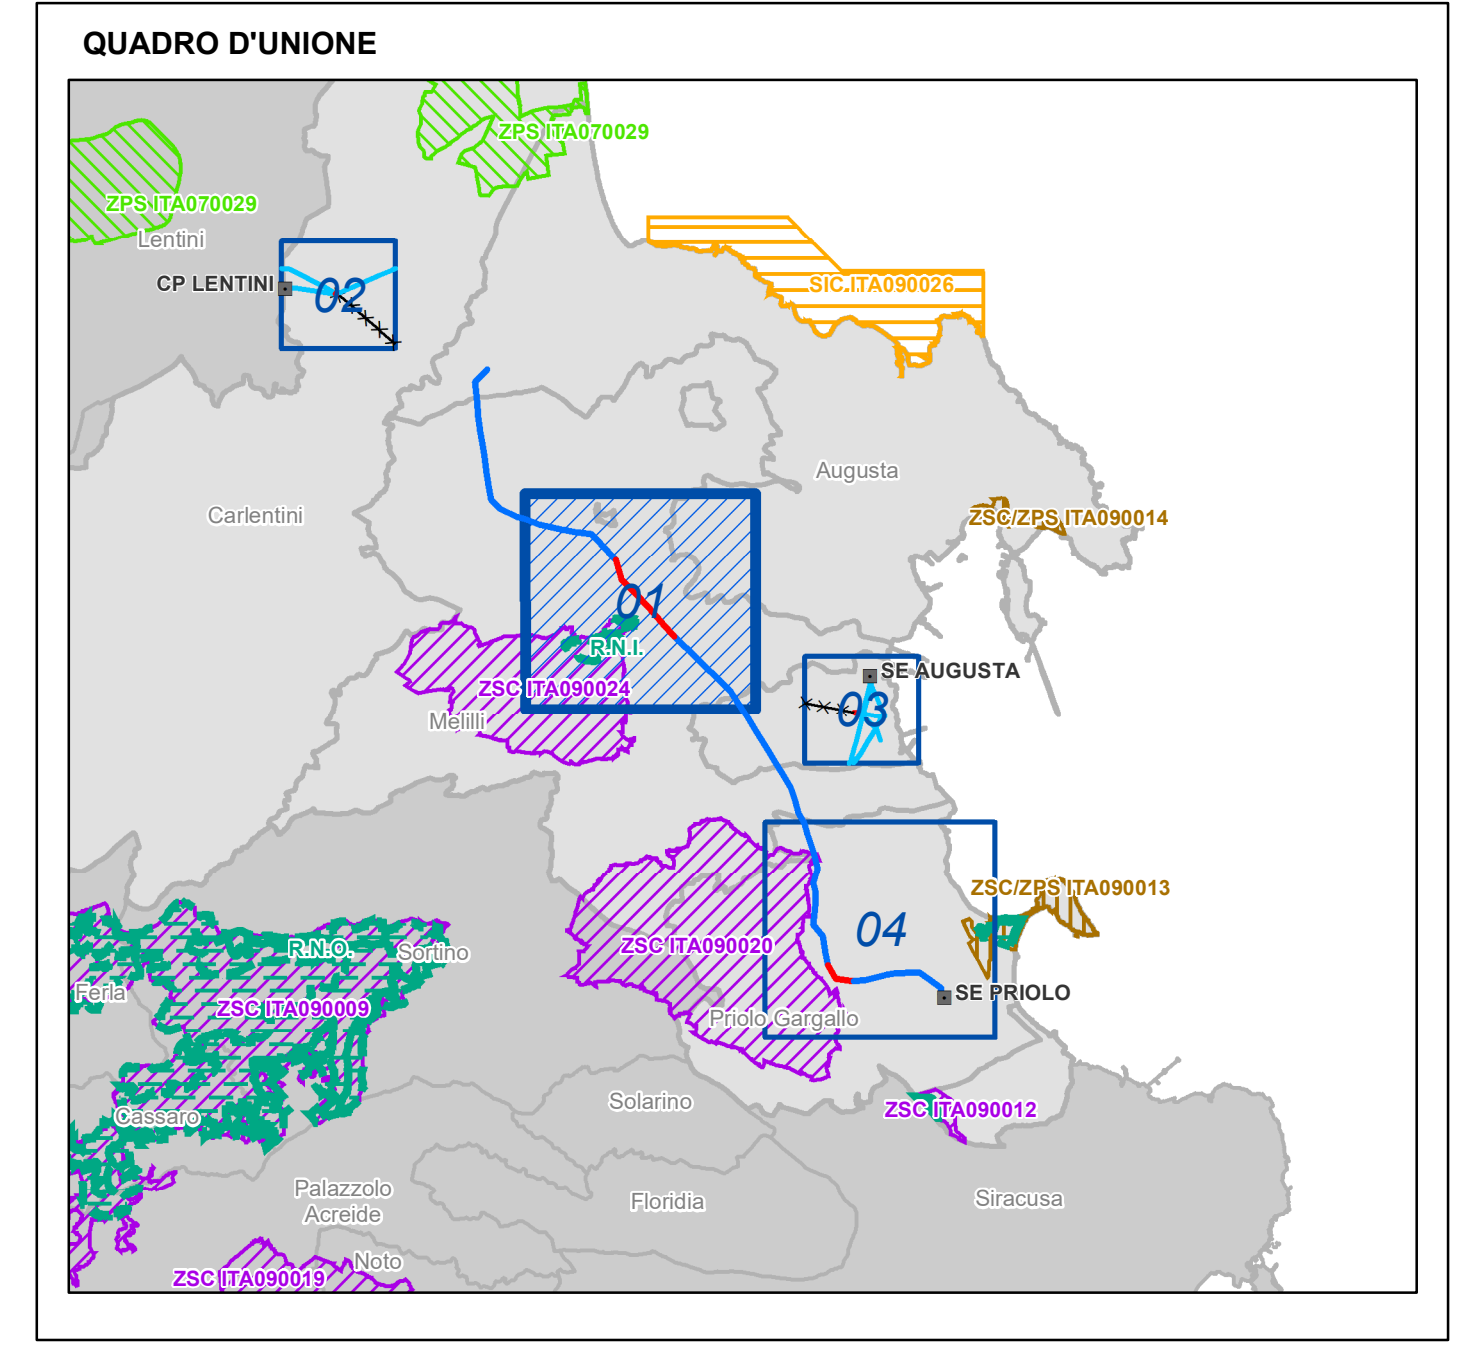 QUADRO D'UNIONE
ZPS ITA070029
ZPS ITA070029
Lentini
CP LENTINI
02
SIC ITA090026
Augusta
Carlentini
ZSC/ZPS ITA090014
01
R.N.I.
SE AUGUSTA
ZSC ITA090024
03
Melilli
ZSC/ZPS ITA090013
04
R.N.O.
ZSC ITA090020
Sortino
Ferla
SE PRIOLO
ZSC ITA090009
Priolo Gargallo
Solarino
ZSC ITA090012
Cassaro
Palazzolo
Acreide
Floridia
Siracusa
Noto
ZSC ITA090019